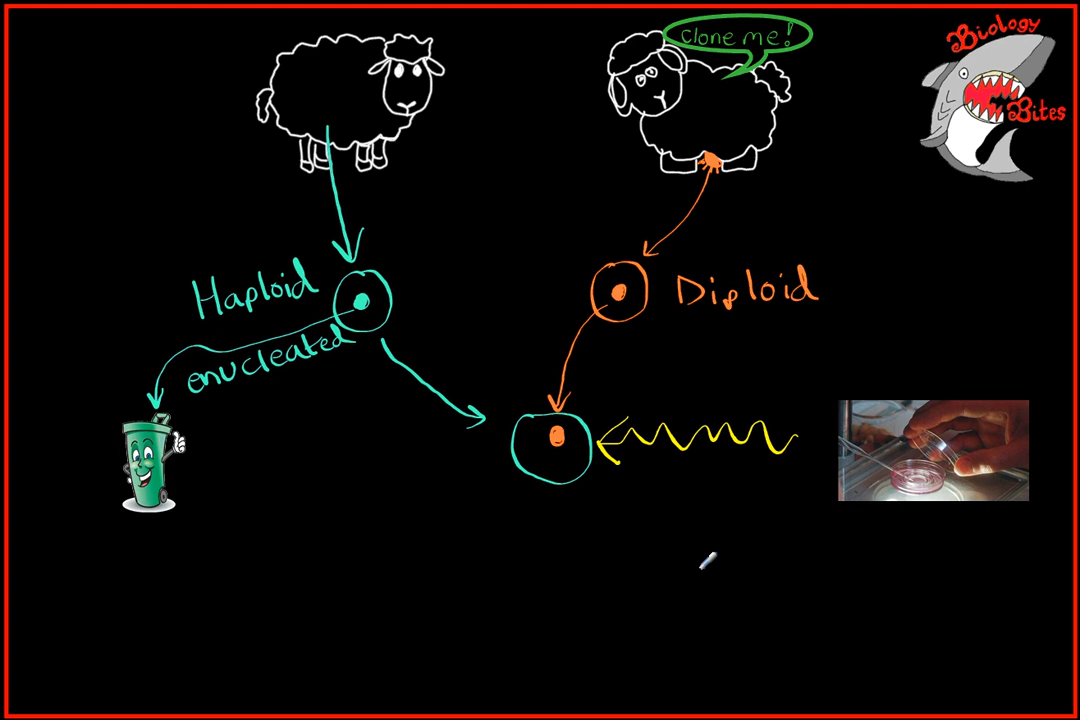 Clone me!
Biology
Bites
Haploid
Diploid
enucleated